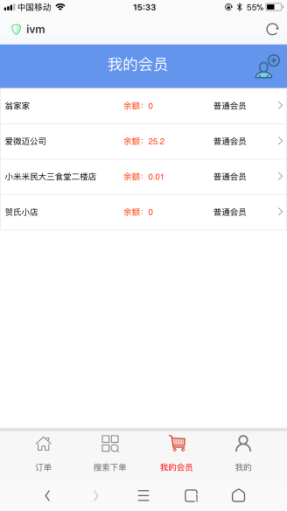 中国移动 15:33 55%
ivm
我的会员
翁家家 余额：0 普通会员
爱微迈公司 余额：25.2 普通会员
小米米民大三食堂二楼店 余额：0.01 普通会员
贺氏小店 余额：0 普通会员
订单 搜索下单 我的会员 我的